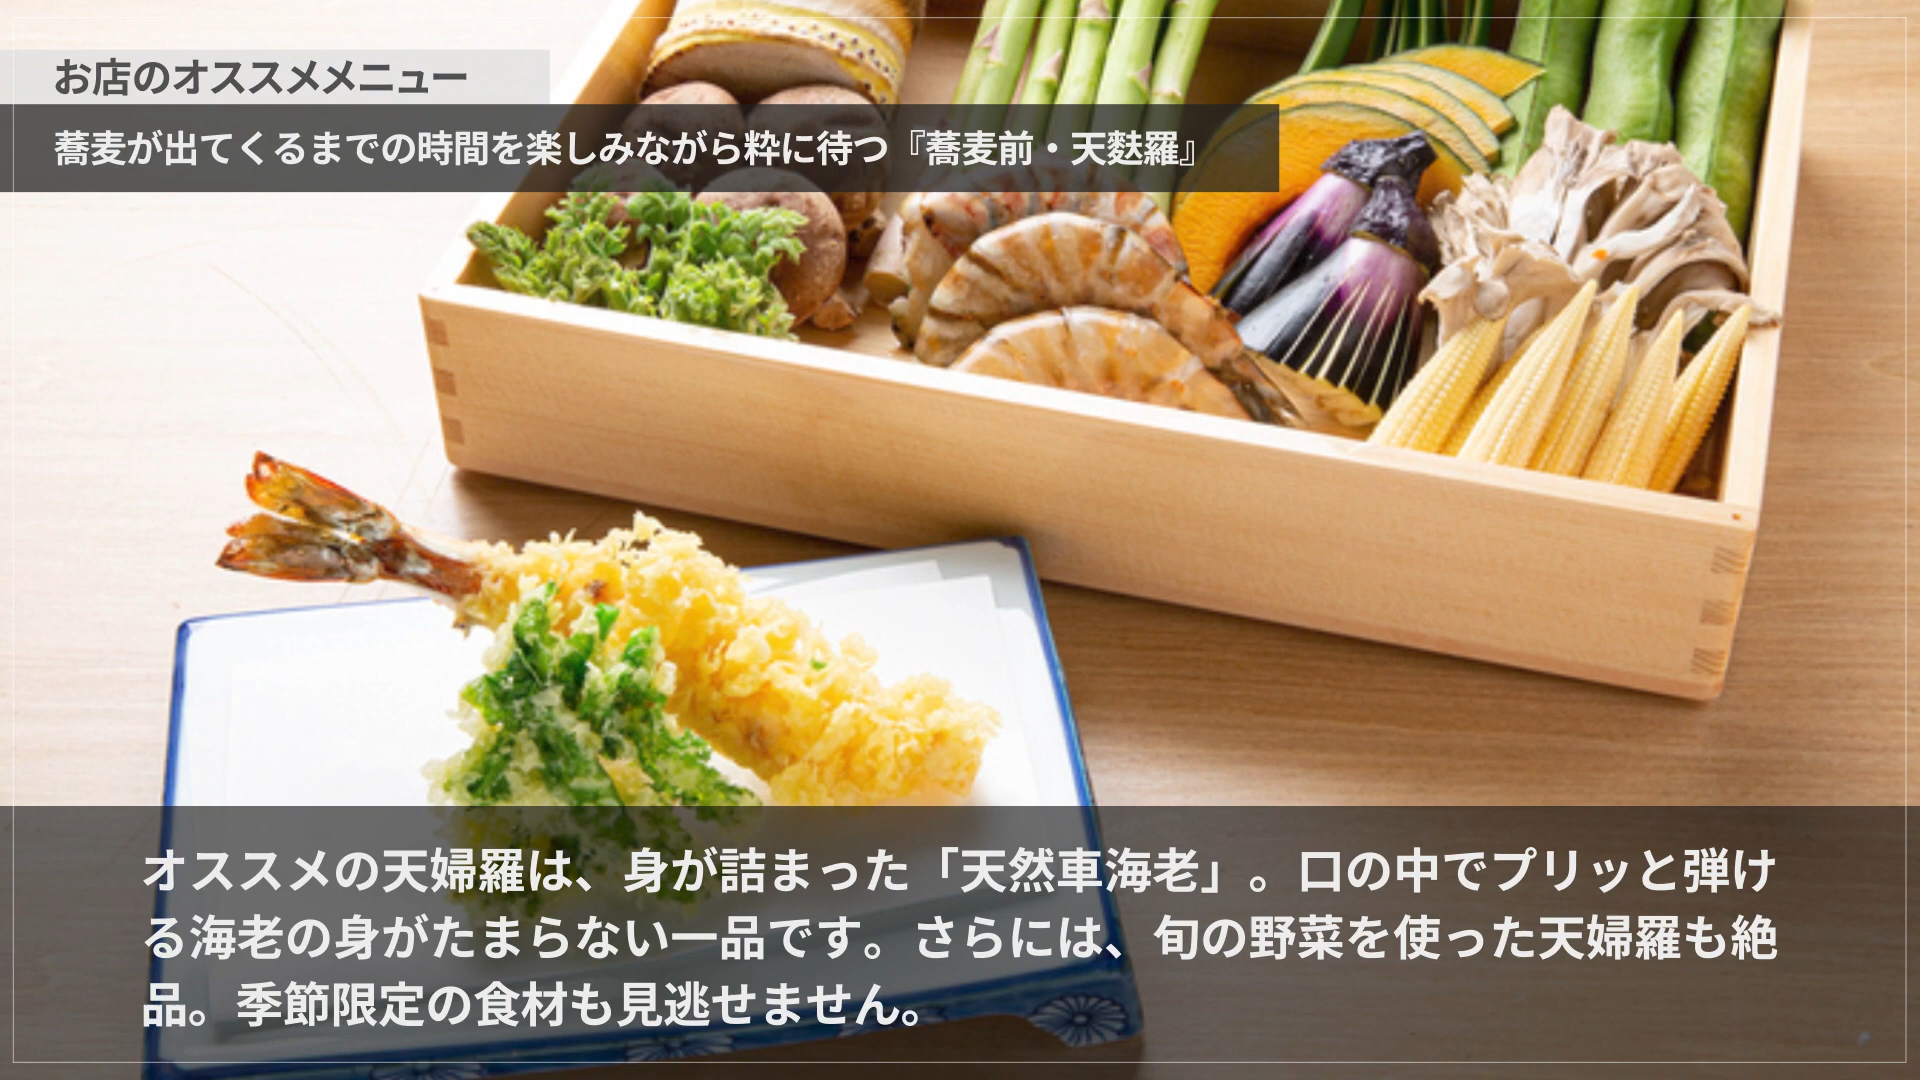 お店のオススメメニュー
蕎麦が出てくるまでの時間を楽しみながら粋に待つ『蕎麦前・天麩羅』
オススメの天婦羅は、身が詰まった「天然車海老」。口の中でプリッと弾け
る海老の身がたまらない一品です。さらには、旬の野菜を使った天婦羅も絶
品。季節限定の食材も見逃せません。